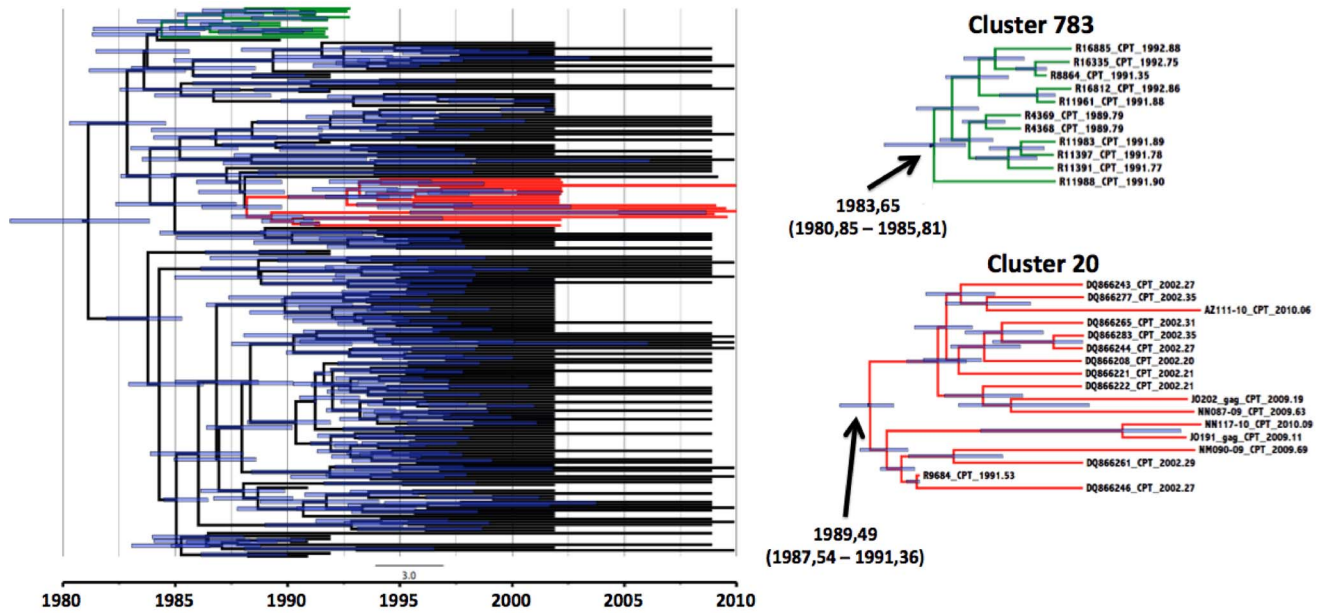 Cluster 783
R16885_CPT_1992.88
R16335_CPT_1992.75
R8864_CPT_1991.35
R16812_CPT_1992.86
R11961_CPT_1991.88
R4369_CPT_1989.79
R4368_CPT_1989.79
R11983_CPT_1991.89
R11397_CPT_1991.78
R11391_CPT_1991.77
R11988_CPT_1991.90
1983,65
(1980,85 – 1985,81)
Cluster 20
DQ866243_CPT_2002.27
DQ866277_CPT_2002.35
AZ111-10_CPT_2010.06
DQ866265_CPT_2002.31
DQ866283_CPT_2002.35
DQ866244_CPT_2002.27
DQ866208_CPT_2002.20
DQ866221_CPT_2002.21
DQ866222_CPT_2002.21
JO202_gag_CPT_2009.19
NN087-09_CPT_2009.63
NN117-10_CPT_2010.09
JO191_gag_CPT_2009.11
NM090-09_CPT_2009.69
DQ866261_CPT_2002.29
R9684_CPT_1991.53
DQ866246_CPT_2002.27
1989,49
(1987,54 – 1991,36)
3.0
1980 1985 1990 1995 2000 2005 2010